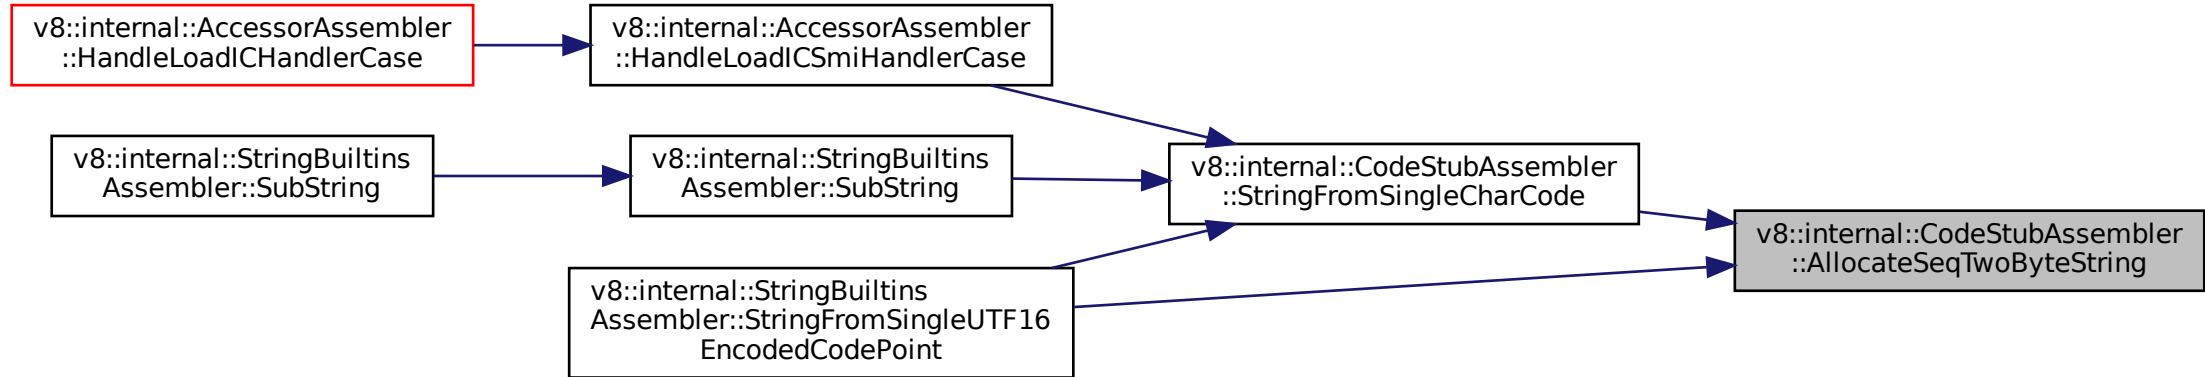 v8::internal::AccessorAssembler
::HandleLoadICHandlerCase
v8::internal::AccessorAssembler
::HandleLoadICSmiHandlerCase
v8::internal::StringBuiltins
Assembler::SubString
v8::internal::StringBuiltins
Assembler::SubString
v8::internal::CodeStubAssembler
::StringFromSingleCharCode
v8::internal::CodeStubAssembler
::AllocateSeqTwoByteString
v8::internal::StringBuiltins
Assembler::StringFromSingleUTF16
EncodedCodePoint